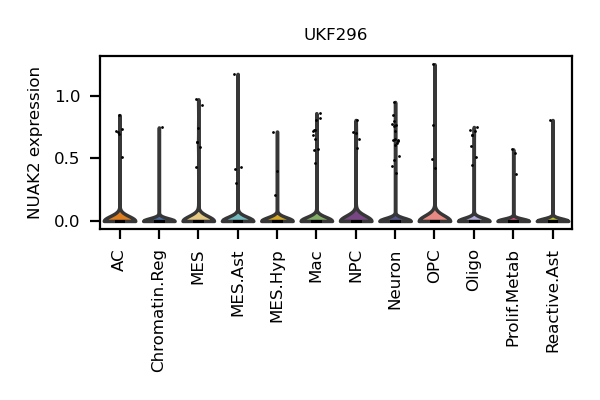 UKF296
NUAK2 expression
1.0
0.5
0.0
AC
Chromatin.Reg
MES
MES.Ast
MES.Hyp
Mac
NPC
Neuron
OPC
Oligo
Prolif.Metab
Reactive.Ast